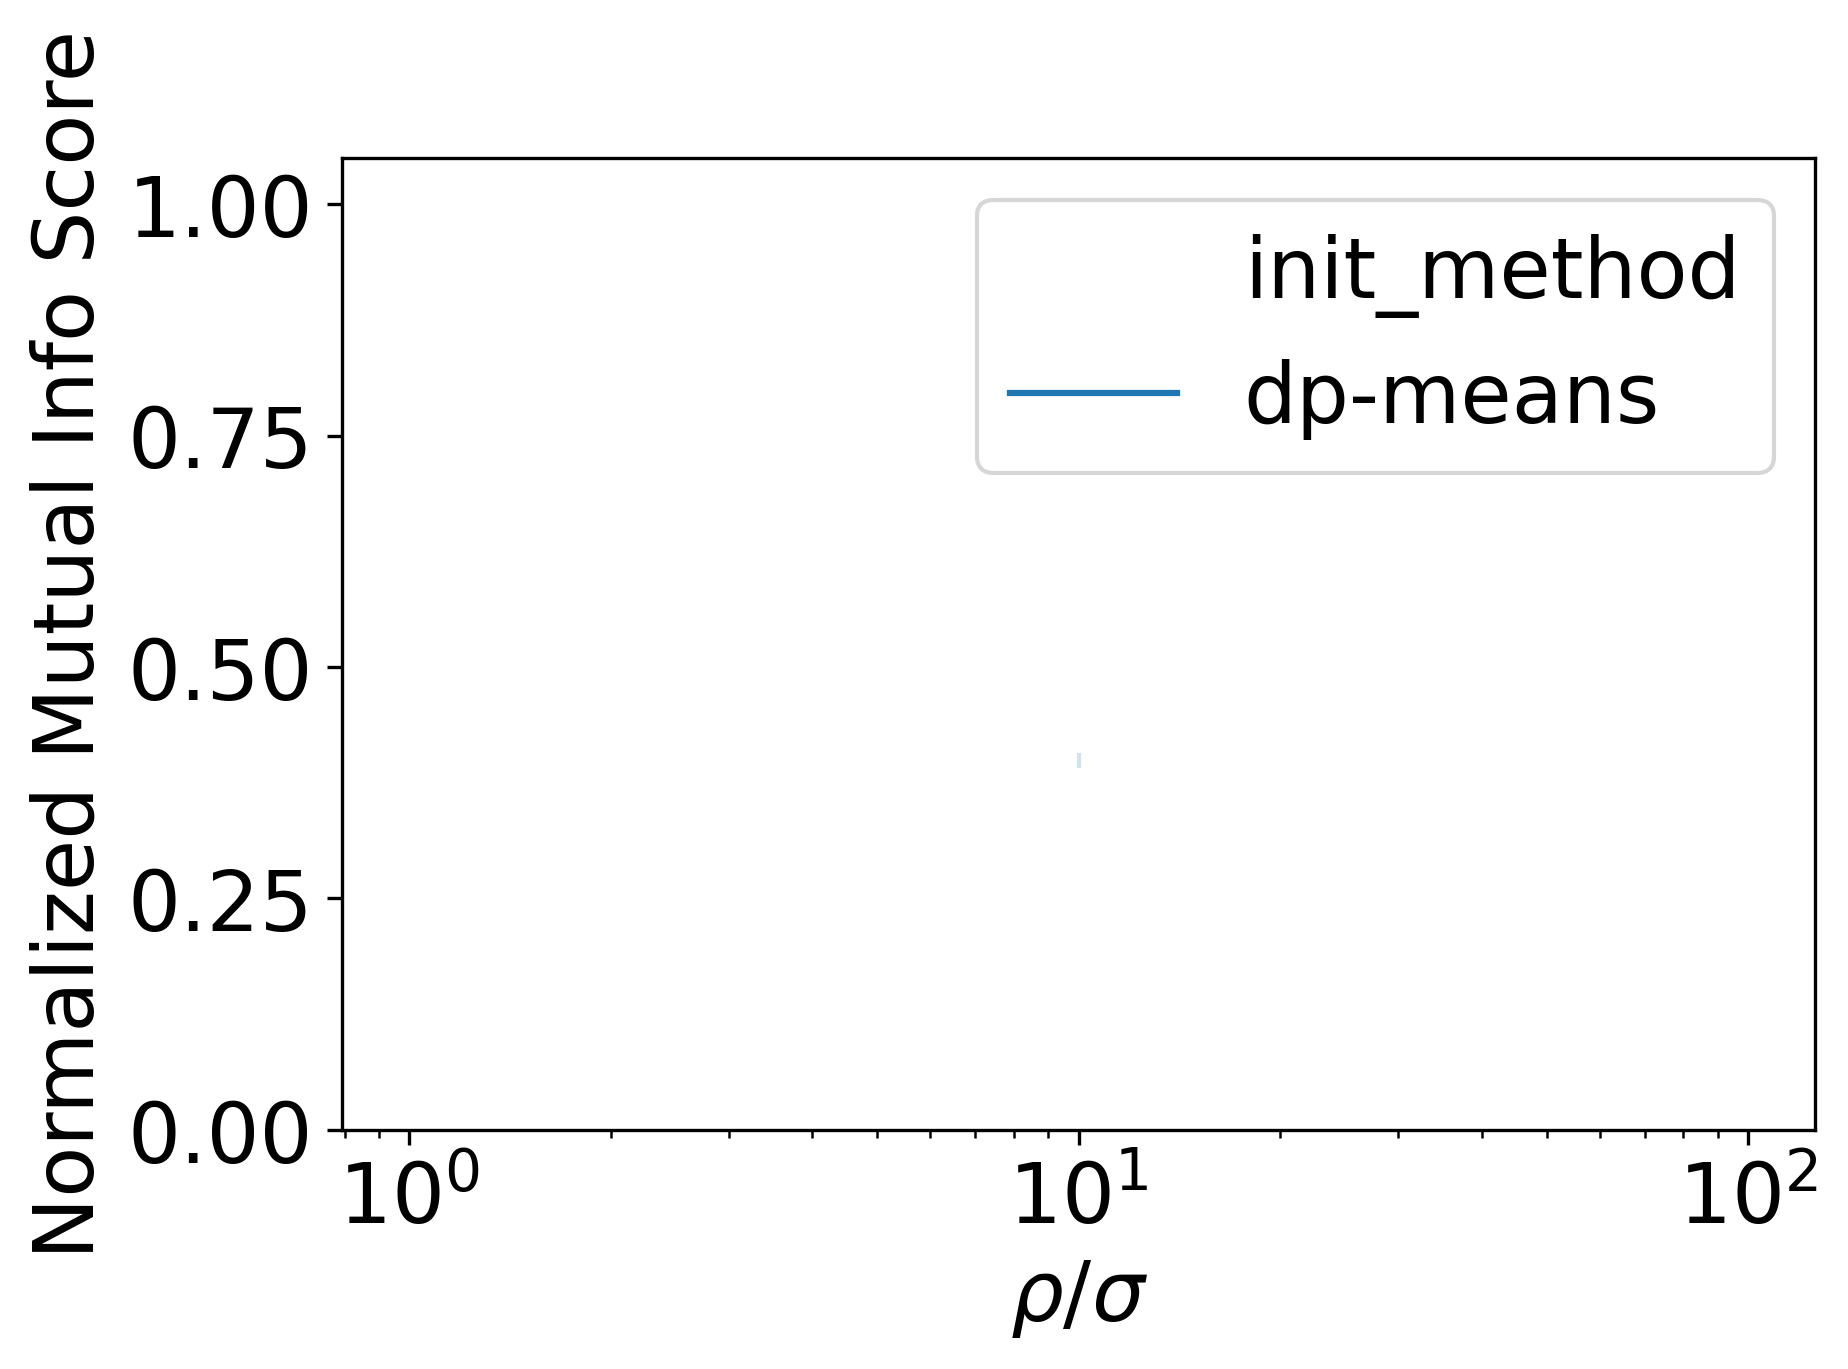 Normalized Mutual Info Score
1.00
0.75
0.50
0.25
0.00
init_method
dp-means
10⁰
10¹
10²
ρ/σ